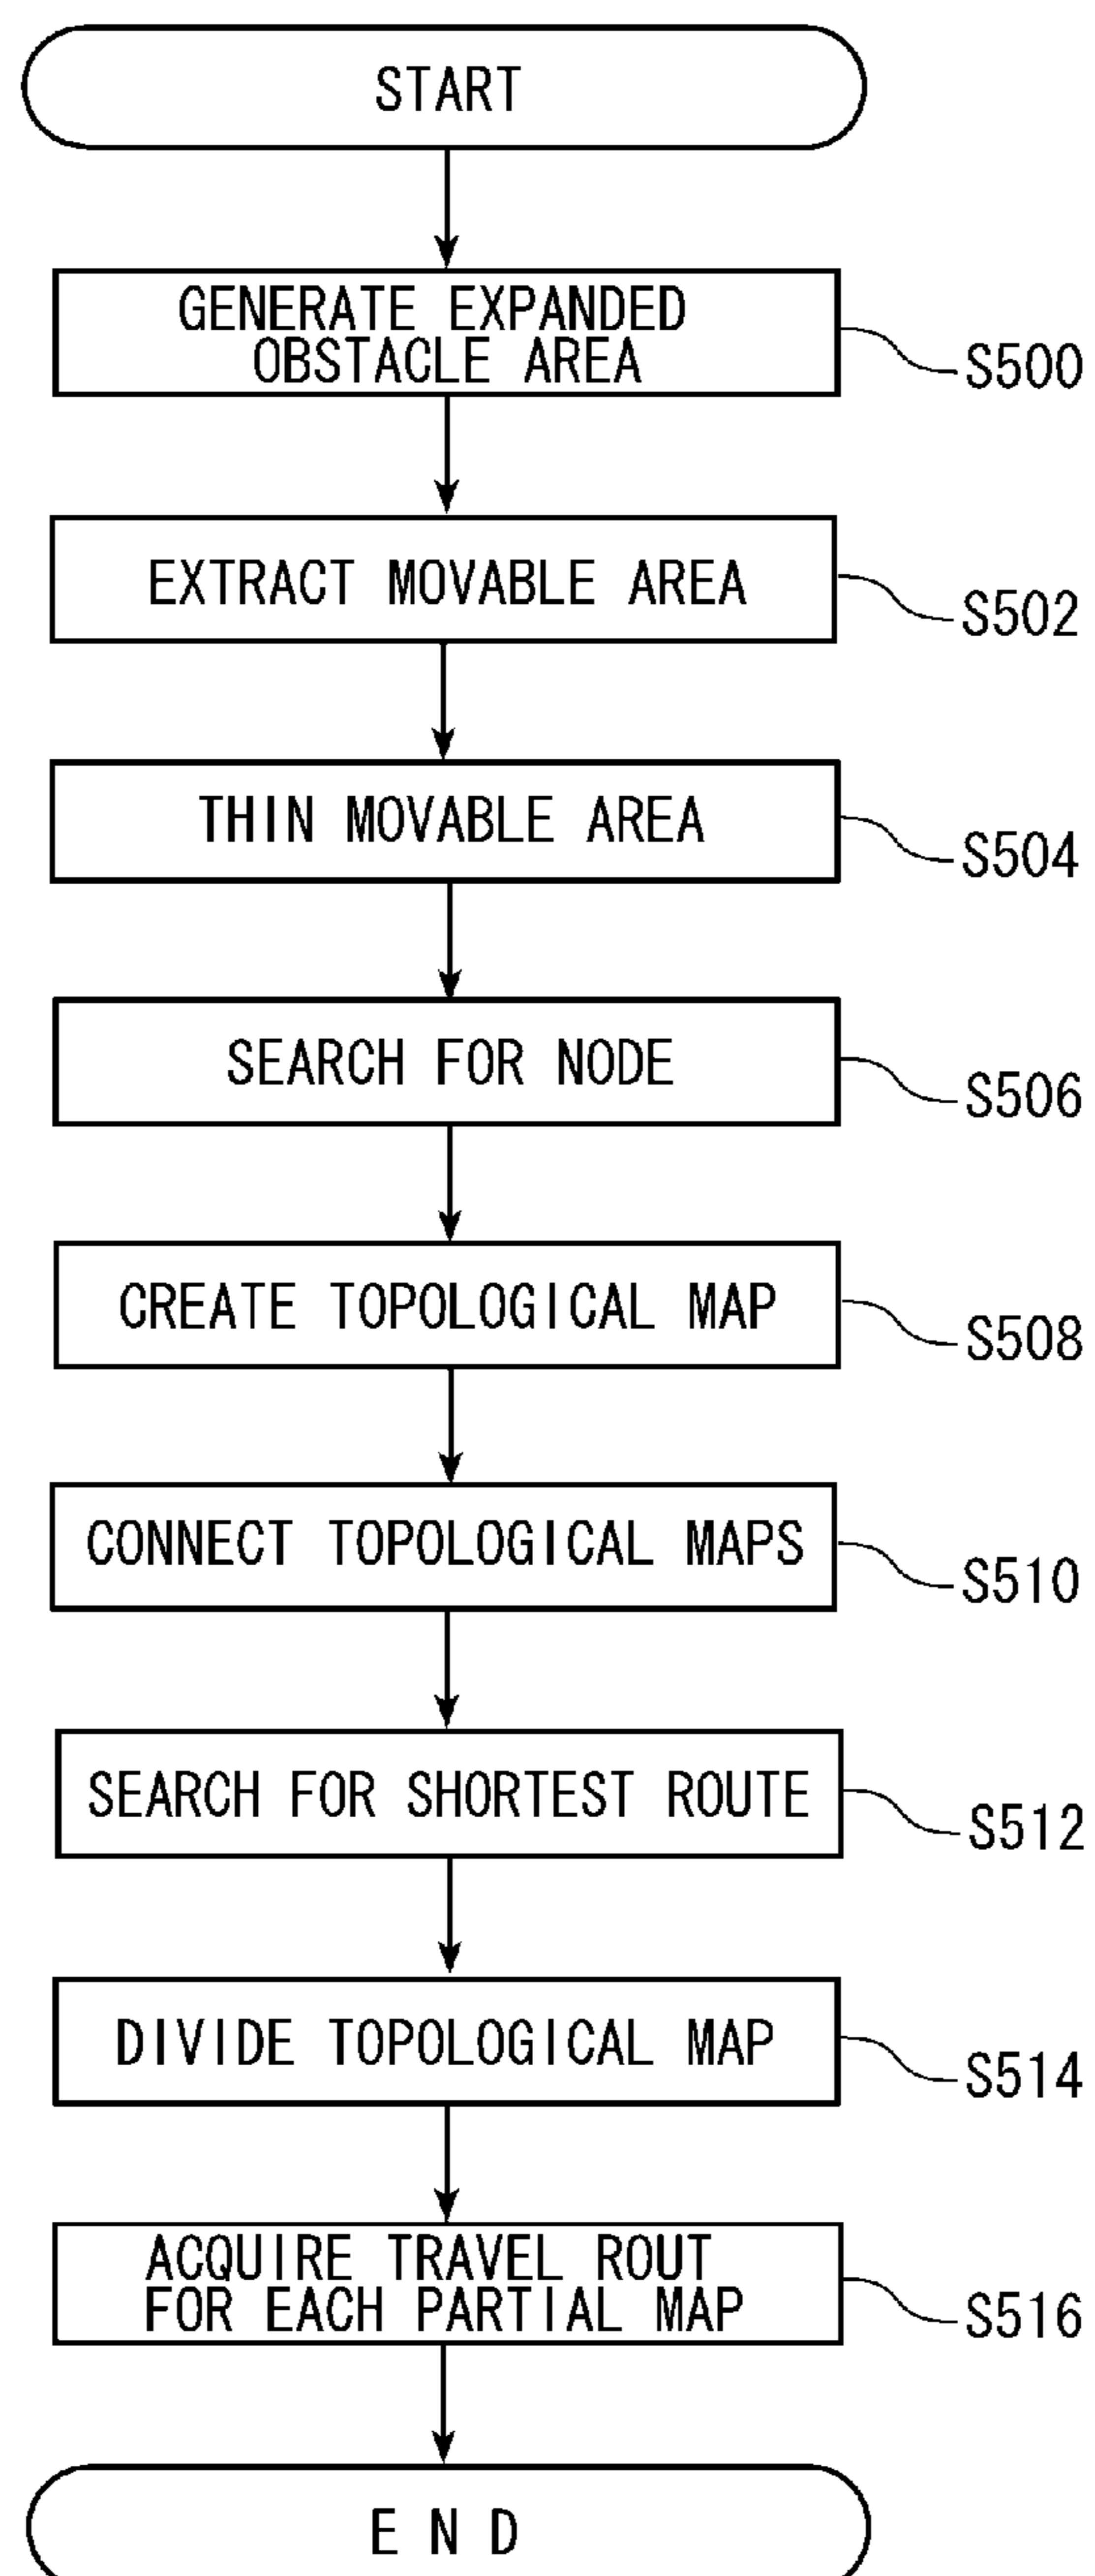 START
GENERATE EXPANDED
OBSTACLE AREA
S500
EXTRACT MOVABLE AREA
S502
THIN MOVABLE AREA
S504
SEARCH FOR NODE
S506
CREATE TOPOLOGICAL MAP
S508
CONNECT TOPOLOGICAL MAPS
S510
SEARCH FOR SHORTEST ROUTE
S512
DIVIDE TOPOLOGICAL MAP
S514
ACQUIRE TRAVEL ROUT
FOR EACH PARTIAL MAP
S516
END